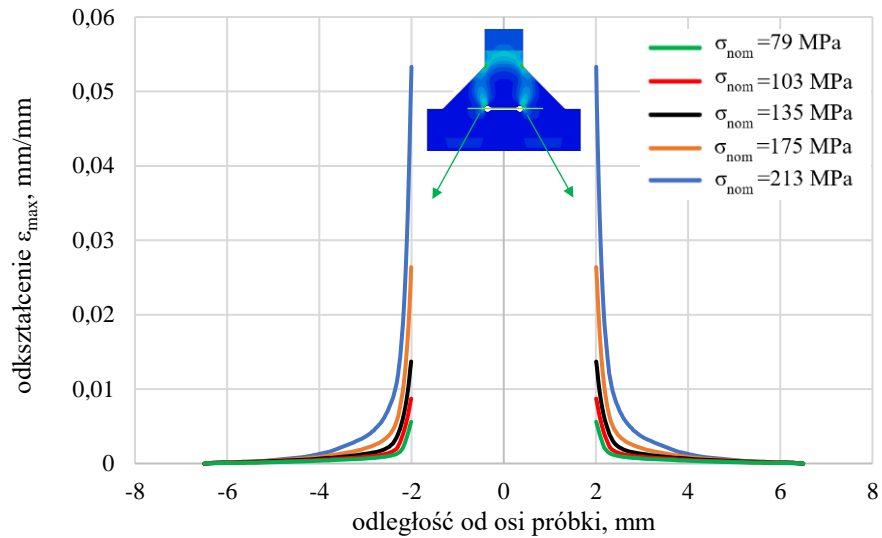 0,06
0,05
0,04
0,03
0,02
0,01
0
odkształcenie εmax, mm/mm
σnom =79 MPa
σnom =103 MPa
σnom =135 MPa
σnom =175 MPa
σnom =213 MPa
-8 -6 -4 -2 0 2 4 6 8
odległość od osi próbki, mm